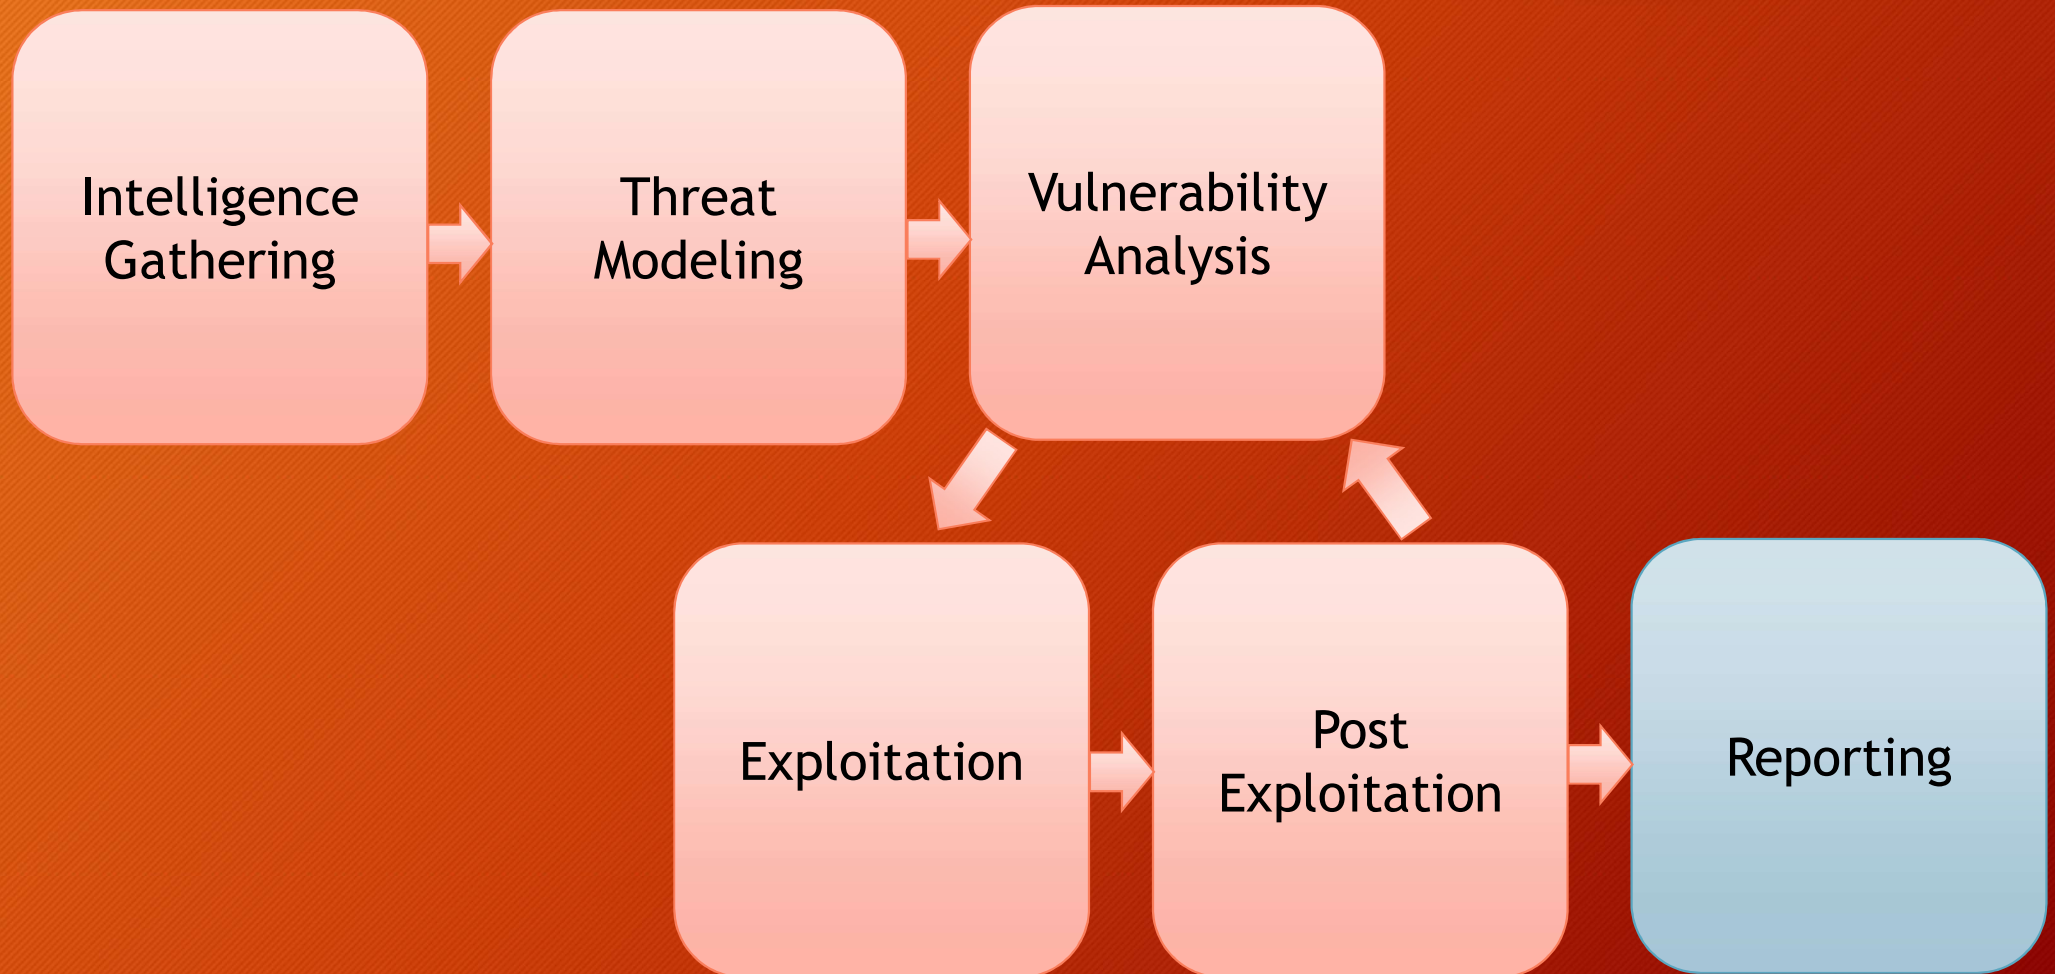 Intelligence
Gathering
Threat
Modeling
Vulnerability
Analysis
Exploitation
Post
Exploitation
Reporting